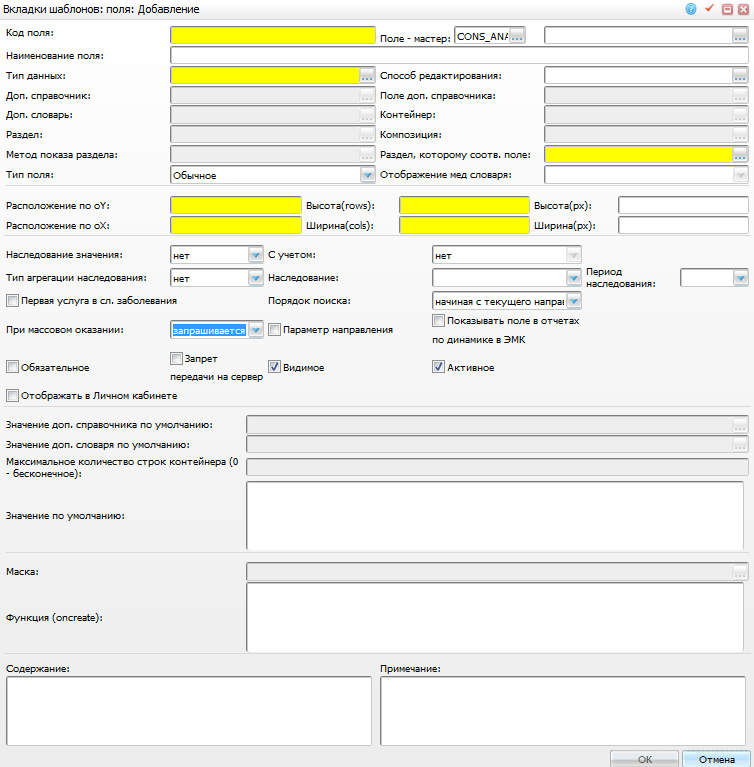 Вкладки шаблонов: поля: Добавление
Код поля: Поле - мастер: CONS_ANA ...
Наименование поля:
Тип данных: ... Способ редактирования: ...
Доп. справочник: ... Поле доп. справочника: ...
Доп. словарь: ... Контейнер: ...
Раздел: ... Композиция: ...
Метод показа раздела: ... Раздел, которому соотв. поле: ...
Тип поля: Обычное Отображение мед словаря:
Расположение по oY: Высота(rows): Высота(px):
Расположение по oX: Ширина(cols): Ширина(px):
Наследование значения: нет С учетом: нет
Тип агрегации наследования: нет Наследование: Период
наследования:
Первая услуга в сл. заболевания Порядок поиска: начиная с текущего направ
При массовом оказании: запрашивается Параметр направления Показывать поле в отчетах
по динамике в ЭМК
Обязательное Запрет
передачи на сервер Видимое Активное
Отображать в Личном кабинете
Значение доп. справочника по умолчанию: ...
Значение доп. словаря по умолчанию: ...
Максимальное количество строк контейнера (0
- бесконечное):
Значение по умолчанию:
Маска: ...
Функция (oncreate):
Содержание: Примечание:
OK Отмена